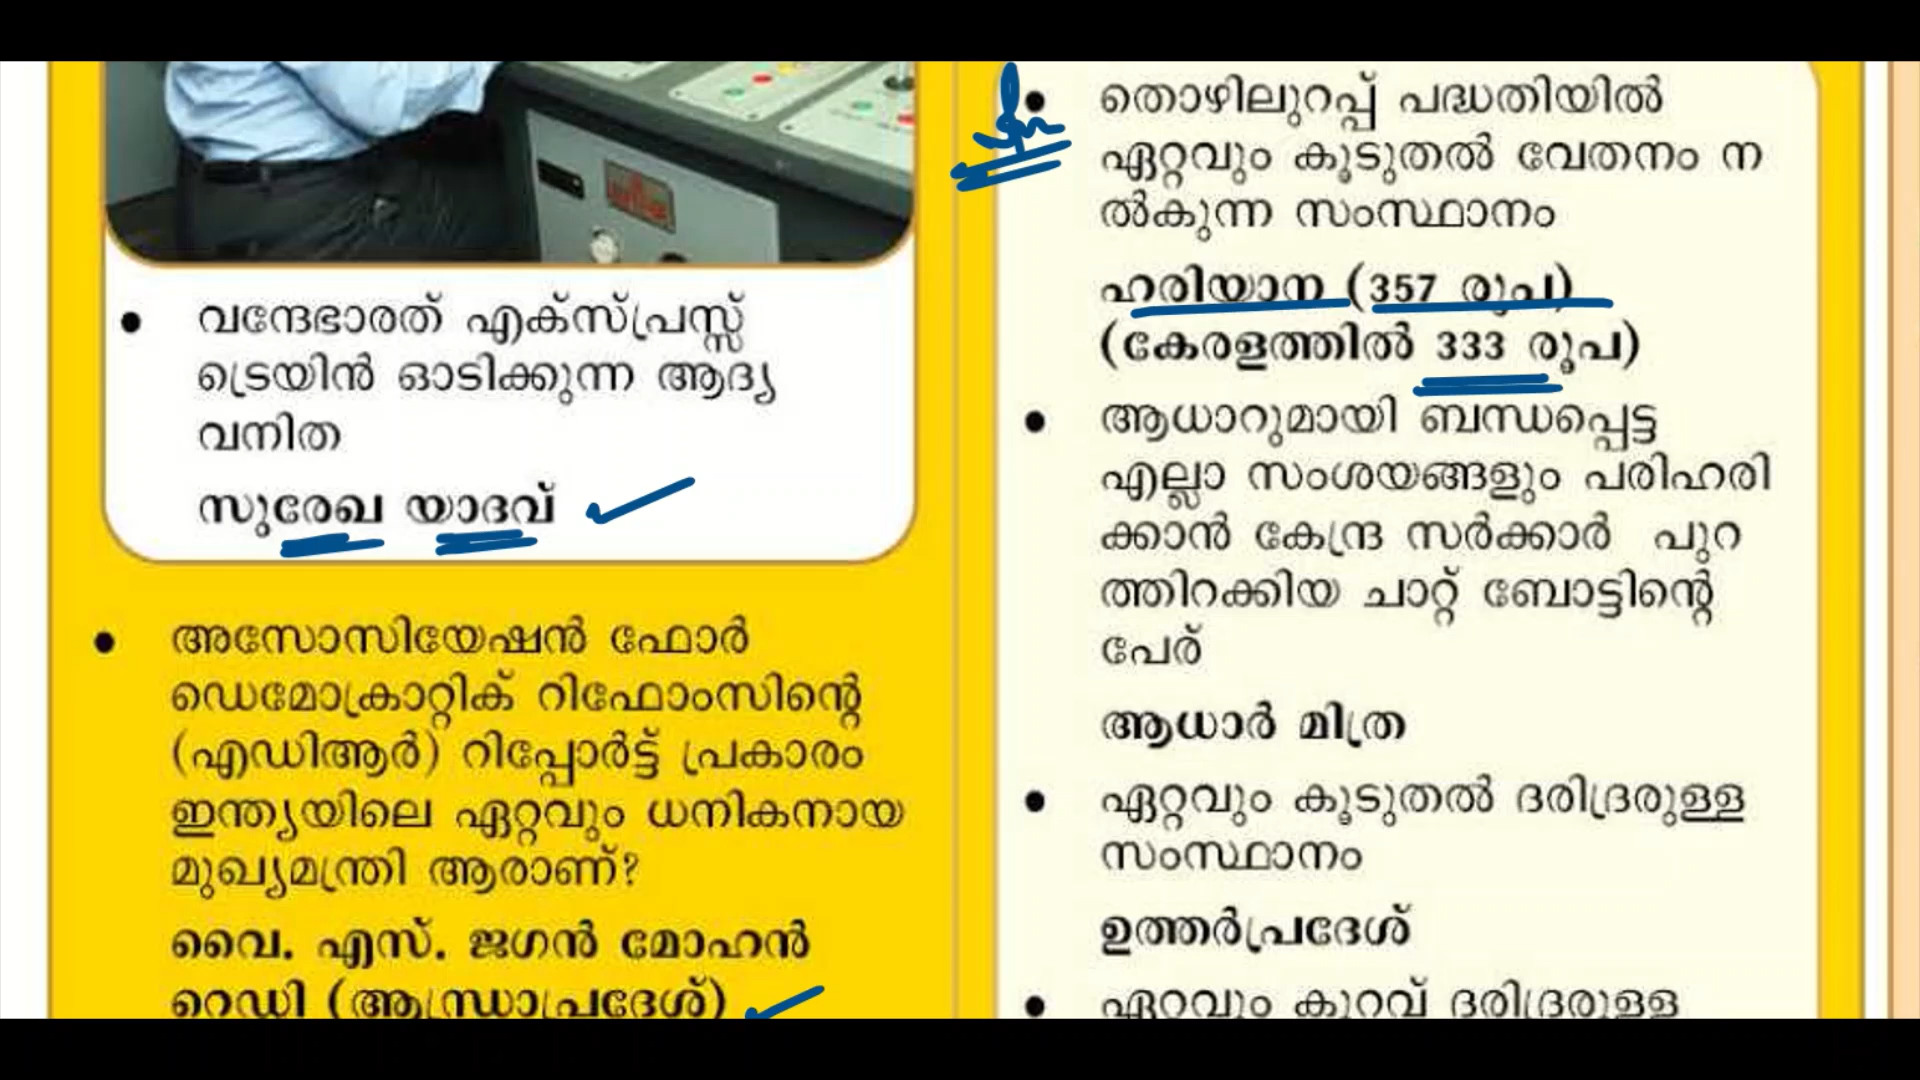 വന്ദേഭാരത് എക്സ്പ്രസ്സ്
ട്രെയിൻ ഓടിക്കുന്ന ആദ്യ
വനിത
സുരേഖ യാദവ്
അസോസിയേഷൻ ഫോർ
ഡെമോക്രാറ്റിക് റിഫോംസിന്റെ
(എഡിആർ) റിപ്പോർട്ട് പ്രകാരം
ഇന്ത്യയിലെ ഏറ്റവും ധനികനായ
മുഖ്യമന്ത്രി ആരാണ്?
വൈ. എസ്. ജഗൻ മോഹൻ
റെഡി (ആന്ധ്രാപ്രദേശ്)
തൊഴിലുറപ്പ് പദ്ധതിയിൽ
ഏറ്റവും കൂടുതൽ വേതനം ന
ൽകുന്ന സംസ്ഥാനം
ഹരിയാന (357 രൂപ)
(കേരളത്തിൽ 333 രൂപ)
ആധാറുമായി ബന്ധപ്പെട്ട
എല്ലാ സംശയങ്ങളും പരിഹരി
ക്കാൻ കേന്ദ്ര സർക്കാർ പുറ
ത്തിറക്കിയ ചാറ്റ് ബോട്ടിന്റെ
പേര്
ആധാർ മിത്ര
ഏറ്റവും കൂടുതൽ ദരിദ്രരുള്ള
സംസ്ഥാനം
ഉത്തർപ്രദേശ്
ഏറ്റവും കുറവ് ദരിദ്രരുള്ള